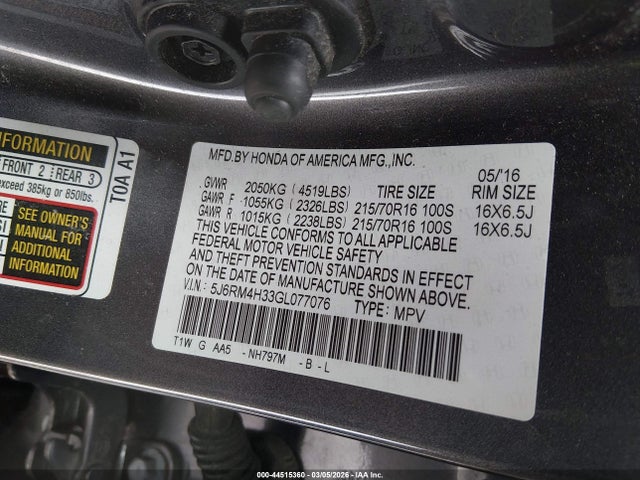 FORMATION
FRONT 2 REAR 3
exceed 385kg or 850lbs.
SEE OWNER'S
MANUAL FOR
ADDITIONAL
INFORMATION
T0A A1
MFD.BY HONDA OF AMERICA MFG.,INC.
05/'16
GVWR 2050KG (4519LBS) TIRE SIZE RIM SIZE
GAWR F 1055KG (2326LBS) 215/70R16 100S 16X6.5J
GAWR R 1015KG (2238LBS) 215/70R16 100S 16X6.5J
THIS VEHICLE CONFORMS TO ALL APPLICABLE
FEDERAL MOTOR VEHICLE SAFETY
AND THEFT PREVENTION STANDARDS IN EFFECT
ON THE DATE OF MANUFACTURE SHOWN ABOVE.
V.I.N: 5J6RM4H33GL077076 TYPE: MPV
T1W G AA5 -NH797M -B-L
000-44515360 - 03/05/2026 - COPART, Inc.